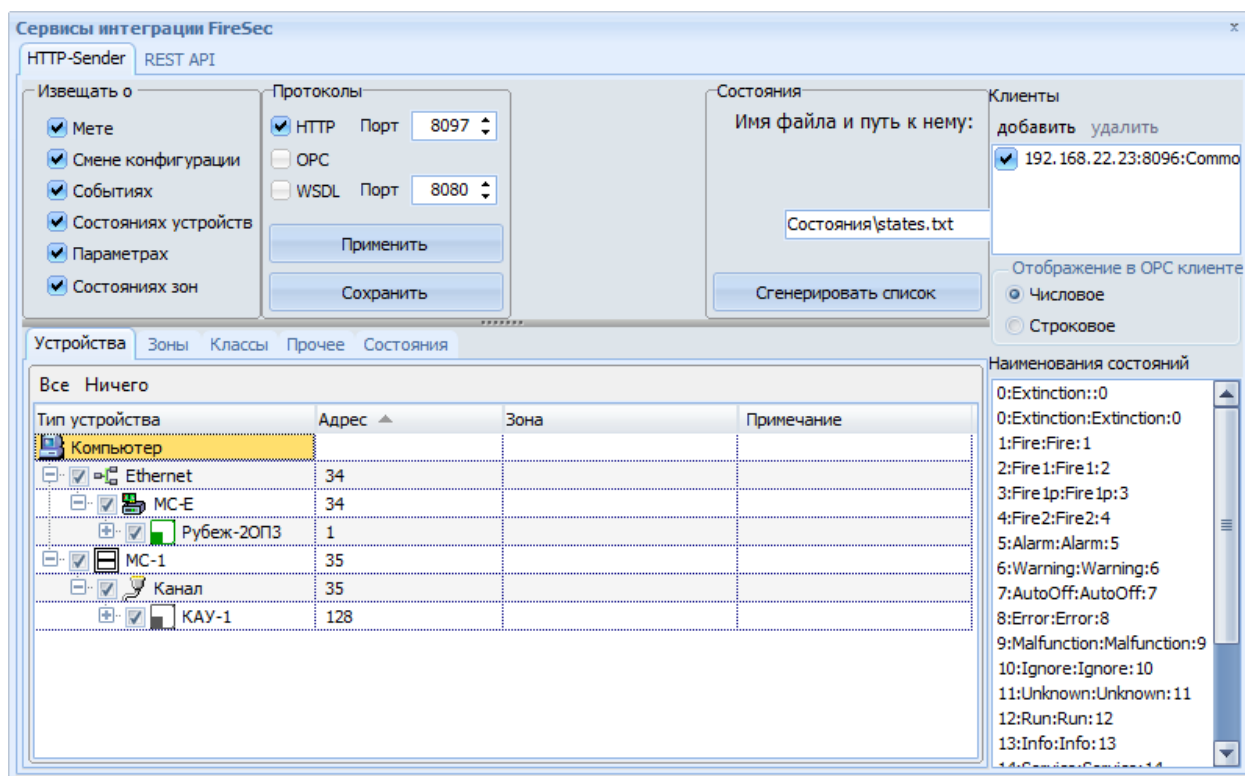 Сервисы интеграции FireSec
HTTP-Sender REST API
Извещать о
Мете
Смене конфигурации
Событиях
Состояниях устройств
Параметрах
Состояниях зон
Протоколы
HTTP Порт 8097
OPC
WSDL Порт 8080
Применить
Сохранить
Состояния
Имя файла и путь к нему:
Состояния\states.txt
Сгенерировать список
Клиенты
добавить удалить
192.168.22.23:8096:Commo
Отображение в OPC клиенте
Числовое
Строковое
Устройства Зоны Классы Прочее Состояния
Все Ничего
Тип устройства Адрес Зона Примечание
Компьютер
Ethernet 34
МС-Е 34
Рубеж-2ОП3 1
МС-1 35
Канал 35
КАУ-1 128
Наименования состояний
0:Extinction::0
0:Extinction:Extinction:0
1:Fire:Fire:1
2:Fire1:Fire1:2
3:Fire1p:Fire1p:3
4:Fire2:Fire2:4
5:Alarm:Alarm:5
6:Warning:Warning:6
7:AutoOff:AutoOff:7
8:Error:Error:8
9:Malfunction:Malfunction:9
10:Ignore:Ignore:10
11:Unknown:Unknown:11
12:Run:Run:12
13:Info:Info:13
14:Service:Service:14